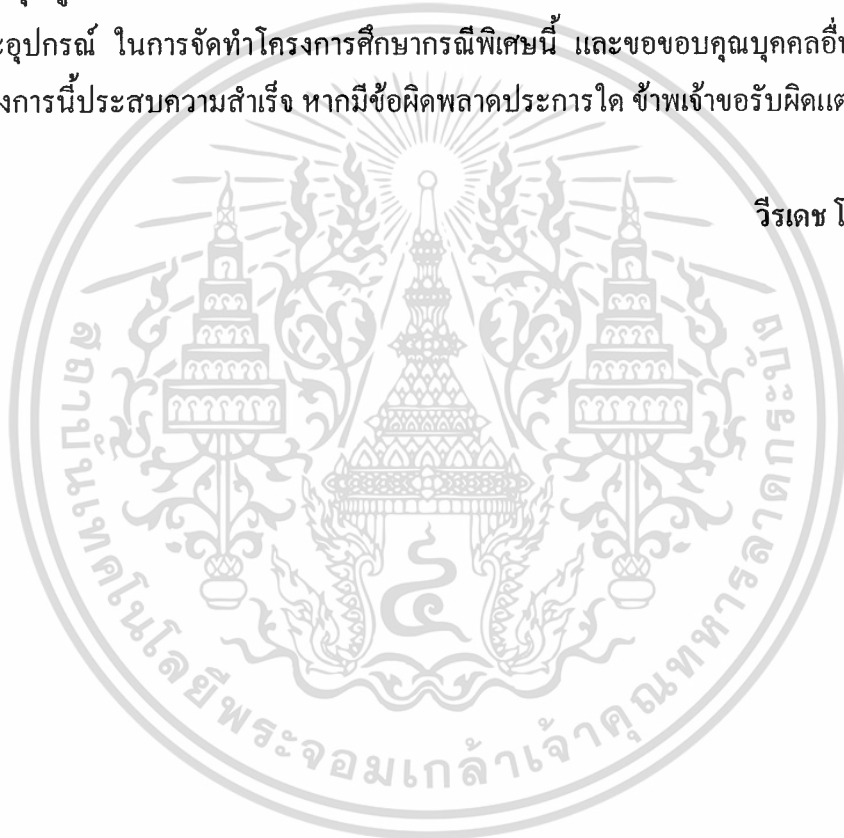 ะอุปกรณ์ ในการจัดทำโครงการศึกษากรณีพิเศษนี้ และขอขอบคุณบุคคลอื่น
งการนี้ประสบความสำเร็จ หากมีข้อผิดพลาดประการใด ข้าพเจ้าขอรับผิดแต
วีรเดช โ
สถาบันเทคโนโลยีพระจอมเกล้าเจ้าคุณทหารลาดกระบัง